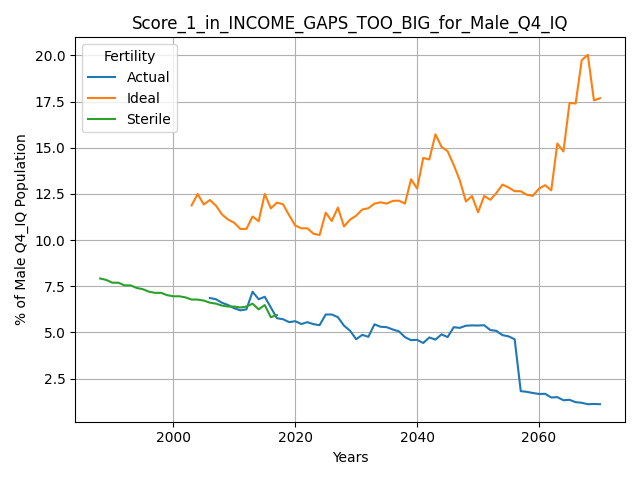 Score_1_in_INCOME_GAPS_TOO_BIG_for_Male_Q4_IQ
Fertility
Actual
Ideal
Sterile
% of Male Q4_IQ Population
20.0
17.5
15.0
12.5
10.0
7.5
5.0
2.5
2000
2020
2040
2060
Years